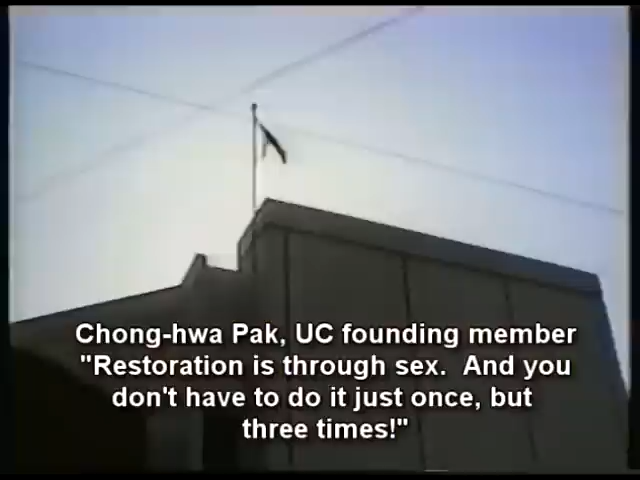 Chong-hwa Pak, UC founding member
"Restoration is through sex.  And you
don't have to do it just once, but
three times!"